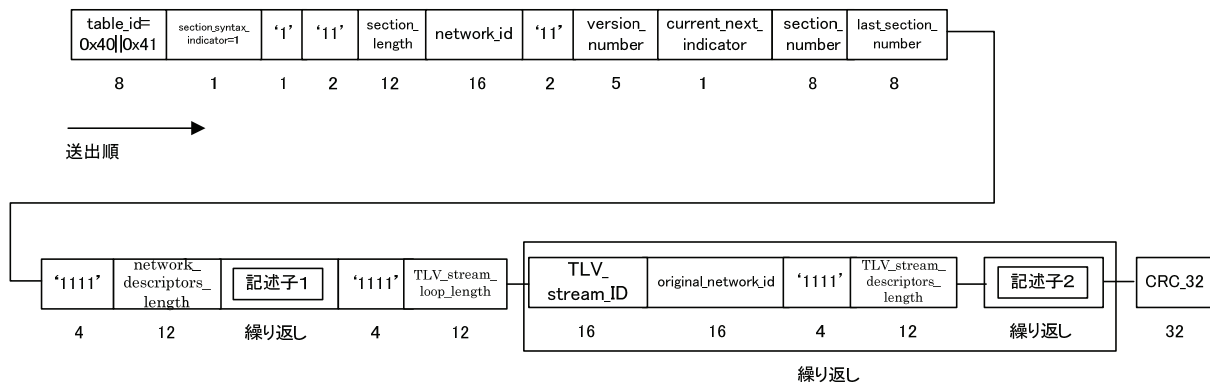 table_id=
0x40||0x41
section_syntax_
indicator=1
‘1’
‘11’
section_
length
network_id
‘11’
version_
number
current_next_
indicator
section_
number
last_section_
number
8
1
1
2
12
16
2
5
1
8
8
送出順
‘1111’
network_
descriptors_
length
記述子1
‘1111’
TLV_stream_
loop_length
TLV_
stream_ID
original_network_id
‘1111’
TLV_stream_
descriptors_
length
記述子2
CRC_32
4
12
繰り返し
4
12
16
16
4
12
繰り返し
32
繰り返し